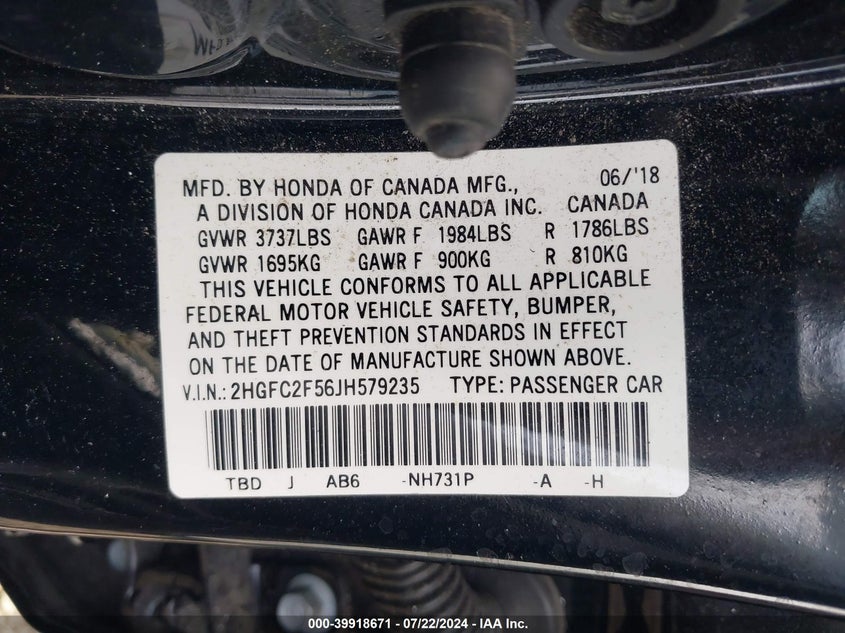 MFD. BY HONDA OF CANADA MFG., 06/'18
A DIVISION OF HONDA CANADA INC. CANADA
GVWR 3737LBS GAWR F 1984LBS R 1786LBS
GVWR 1695KG GAWR F 900KG R 810KG
THIS VEHICLE CONFORMS TO ALL APPLICABLE
FEDERAL MOTOR VEHICLE SAFETY, BUMPER,
AND THEFT PREVENTION STANDARDS IN EFFECT
ON THE DATE OF MANUFACTURE SHOWN ABOVE.
V.I.N.: 2HGFC2F56JH579235 TYPE: PASSENGER CAR
TBD J AB6 -NH731P -A -H
000-39918671 - 07/22/2024 - IAA Inc.